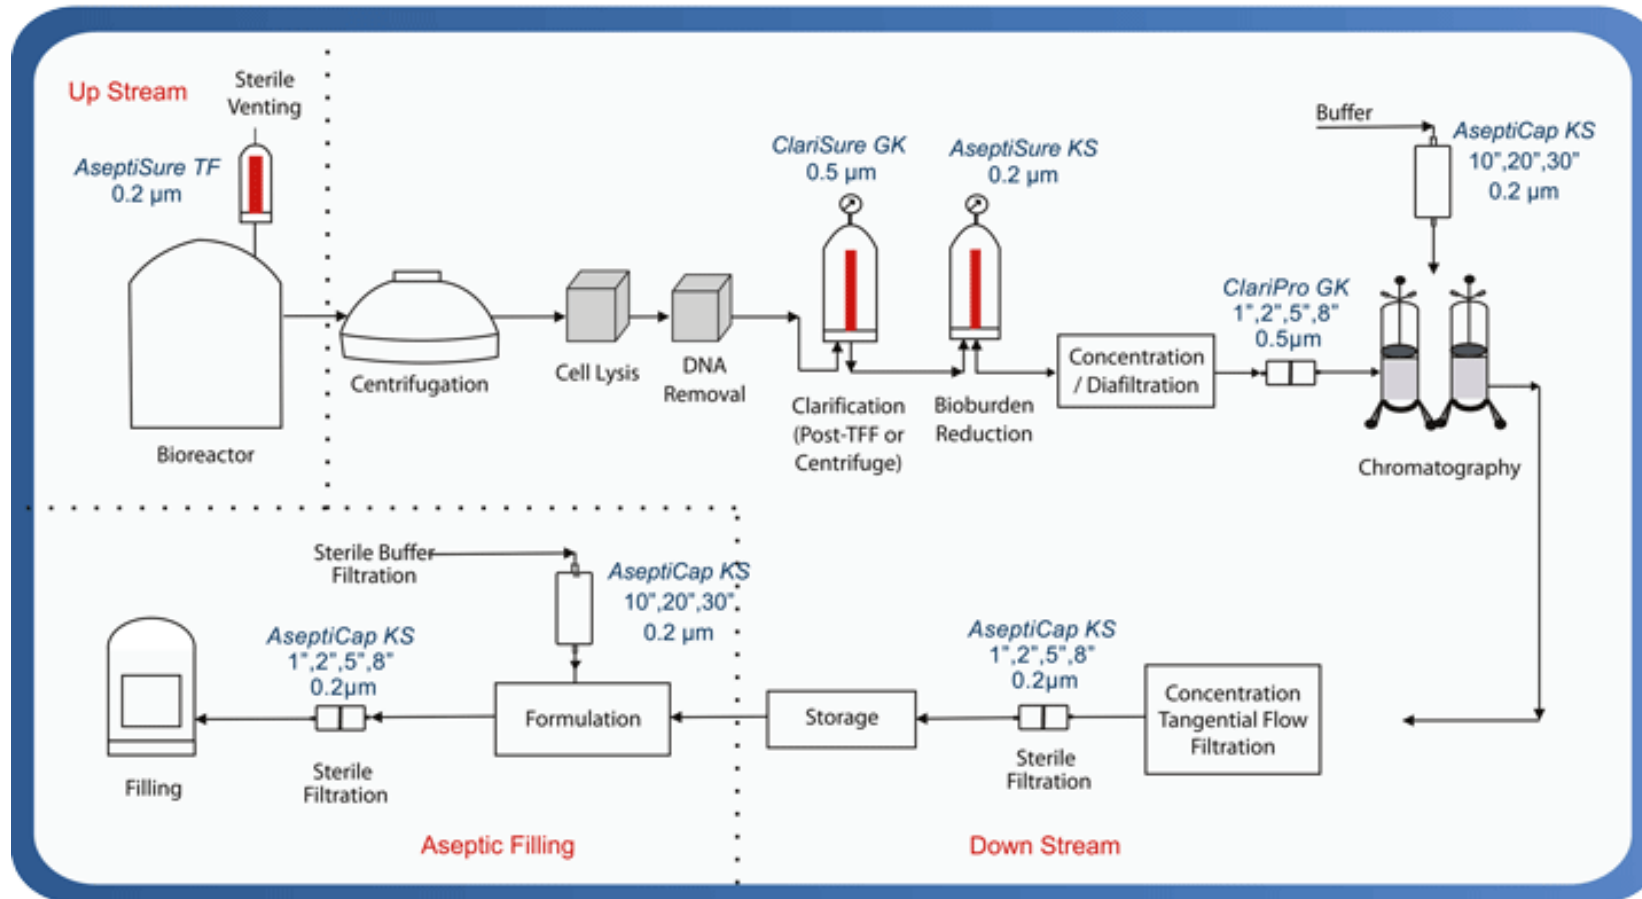 Up Stream
Sterile
Venting
AseptiSure TF
0.2 µm
Bioreactor
Centrifugation
Cell Lysis
DNA
Removal
ClariSure GK
0.5 µm
Clarification
(Post-TFF or
Centrifuge)
AseptiSure KS
0.2 µm
Bioburden
Reduction
Concentration
/ Diafiltration
ClariPro GK
1”,2”,5”,8”
0.5µm
Buffer
AseptiCap KS
10”,20”,30”
0.2 µm
Chromatography
Concentration
Tangential Flow
Filtration
AseptiCap KS
1”,2”,5”,8”
0.2µm
Sterile
Filtration
Storage
Down Stream
Sterile Buffer
Filtration
AseptiCap KS
10”,20”,30”
0.2 µm
Formulation
AseptiCap KS
1”,2”,5”,8”
0.2µm
Sterile
Filtration
Filling
Aseptic Filling